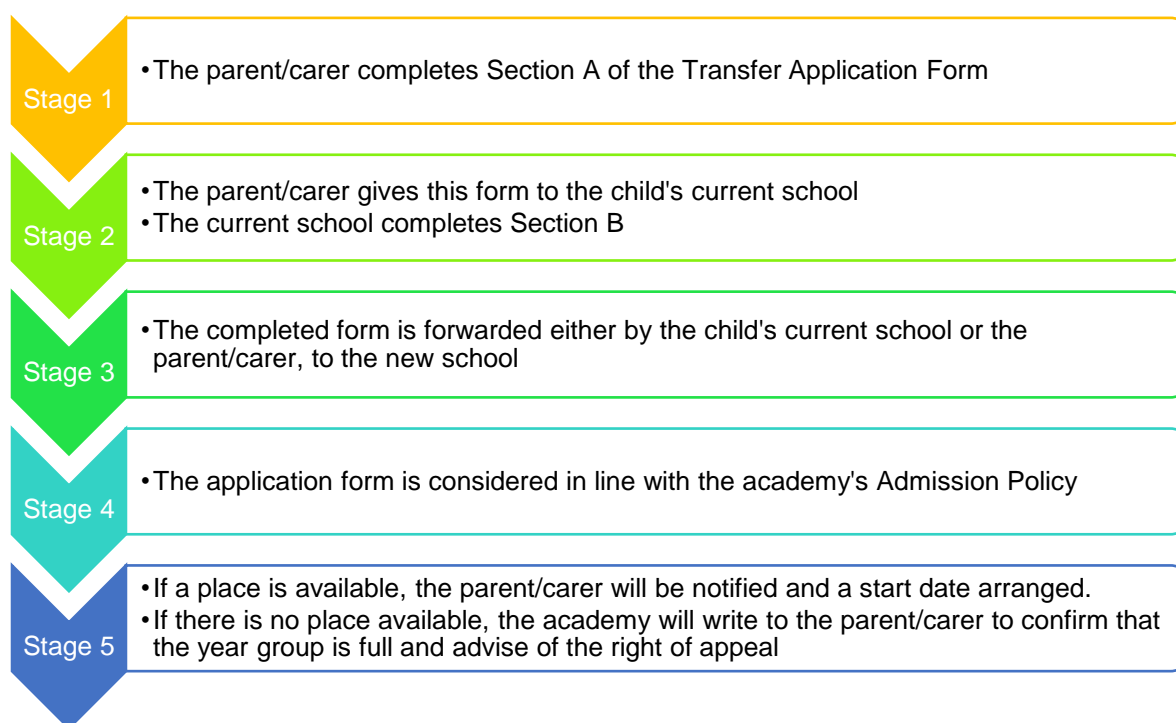 Stage 1
•The parent/carer completes Section A of the Transfer Application Form
Stage 2
•The parent/carer gives this form to the child's current school
•The current school completes Section B
Stage 3
•The completed form is forwarded either by the child's current school or the
parent/carer, to the new school
Stage 4
•The application form is considered in line with the academy's Admission Policy
Stage 5
•If a place is available, the parent/carer will be notified and a start date arranged.
•If there is no place available, the academy will write to the parent/carer to confirm that
the year group is full and advise of the right of appeal